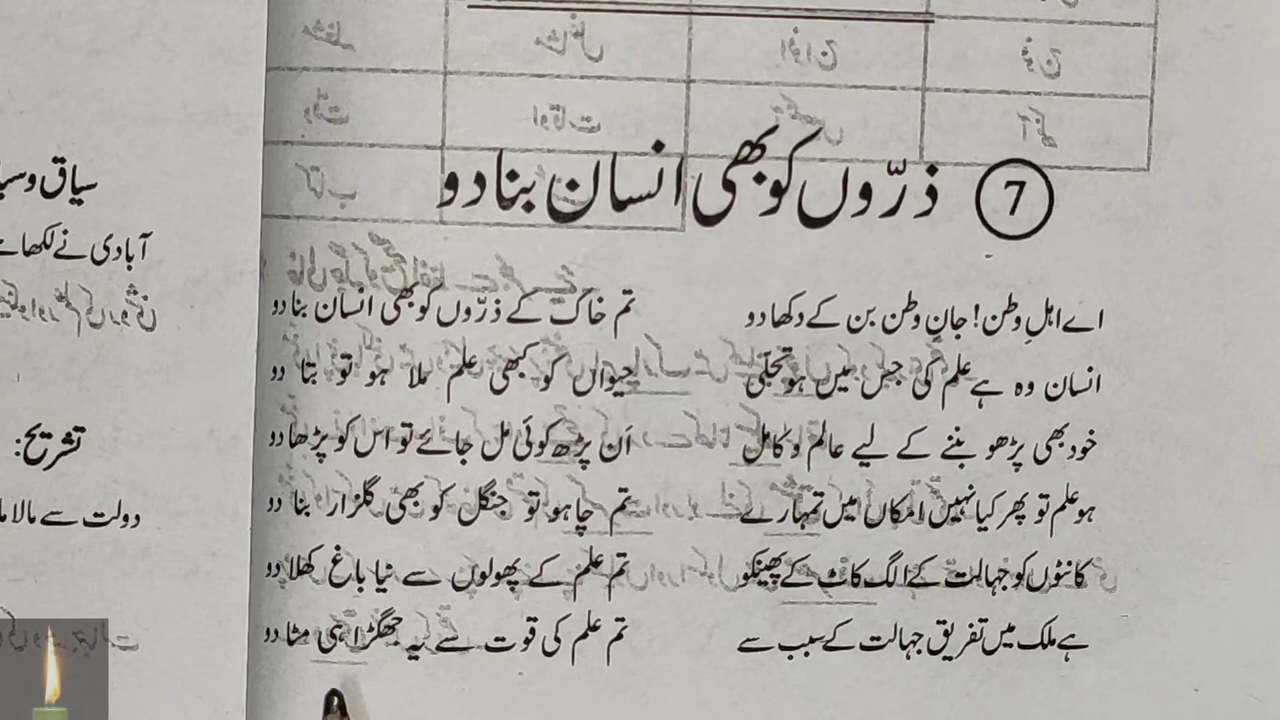 7 ذرّوں کو بھی انسان بنا دو
اے اہلِ وطن! جانِ وطن بن کے دکھا دو تم خاک کے ذرّوں کو بھی انسان بنا دو
انسان وہ ہے علم کی جس میں ہو تجلّی حیواں کو کبھی علم ملا ہو تو بتا دو
خود بھی پڑھو بننے کے لیے عالم و کامل اَن پڑھ کوئی مل جائے تو اس کو پڑھا دو
ہو علم تو پھر کیا نہیں امکاں میں تمہارے تم چاہو تو جنگل کو بھی گلزار بنا دو
کانٹوں کو جہالت کے الگ کاٹ کے پھینکو تم علم کے پھولوں سے نیا باغ کھلا دو
ہے ملک میں تفریق جہالت کے سبب سے تم علم کی قوت سے یہ جھگڑا ہی مٹا دو
سیاق و
آبادی نے لکھا
تشریح:
دولت سے